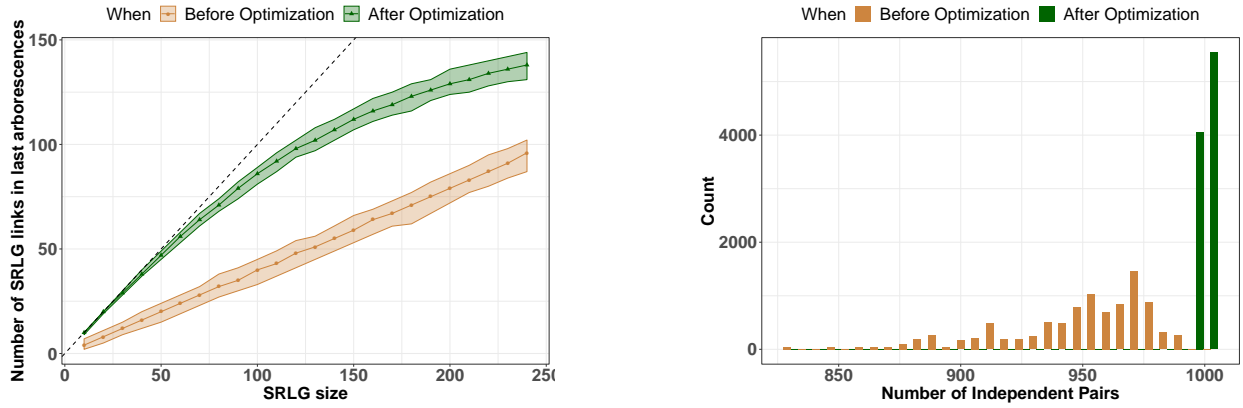 When Before Optimization After Optimization
150
100
50
0
Number of SRLG links in last arborescences
0 50 100 150 200 250
SRLG size
When Before Optimization After Optimization
4000
2000
0
Count
850 900 950 1000
Number of Independent Pairs